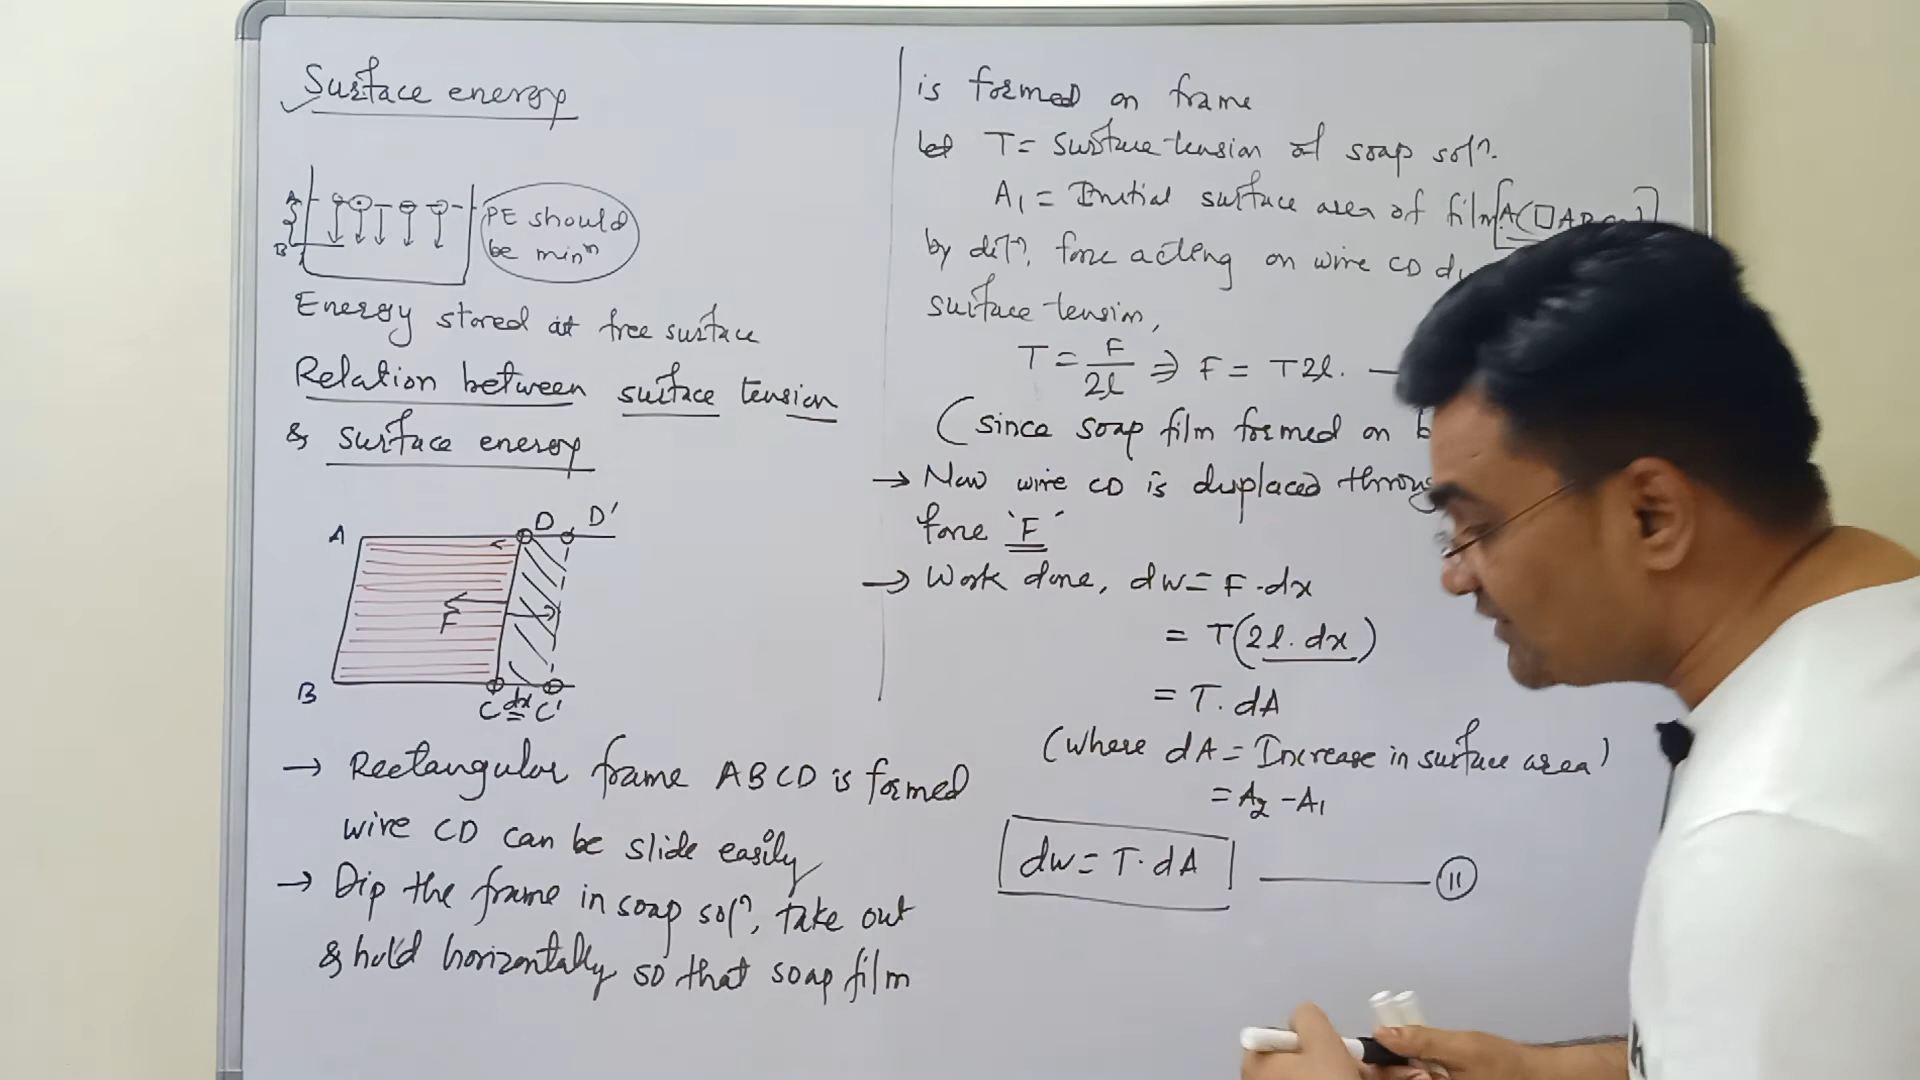 Surface energy
A
B
PE should
be minⁿ
Energy stored at free surface
Relation between surface tension
& surface energy
A
D
D'
F
B
C
dx
C'
→ Rectangular frame ABCD is formed
wire CD can be slide easily
→ Dip the frame in soap solⁿ, take out
& hold horizontally so that soap film
is formed on frame
let T = Surface tension of soap solⁿ.
A₁ = Initial surface area of film
by defⁿ, force acting on wire CD
surface tension,
T = F/2l ⇒ F = T2l. —
(since soap film formed on
→ Now wire CD is displaced
force 'F'
→ Work done, dw = F.dx
= T(2l.dx)
= T.dA
(where dA = Increase in surface area)
= A₂ - A₁
dw = T.dA — II